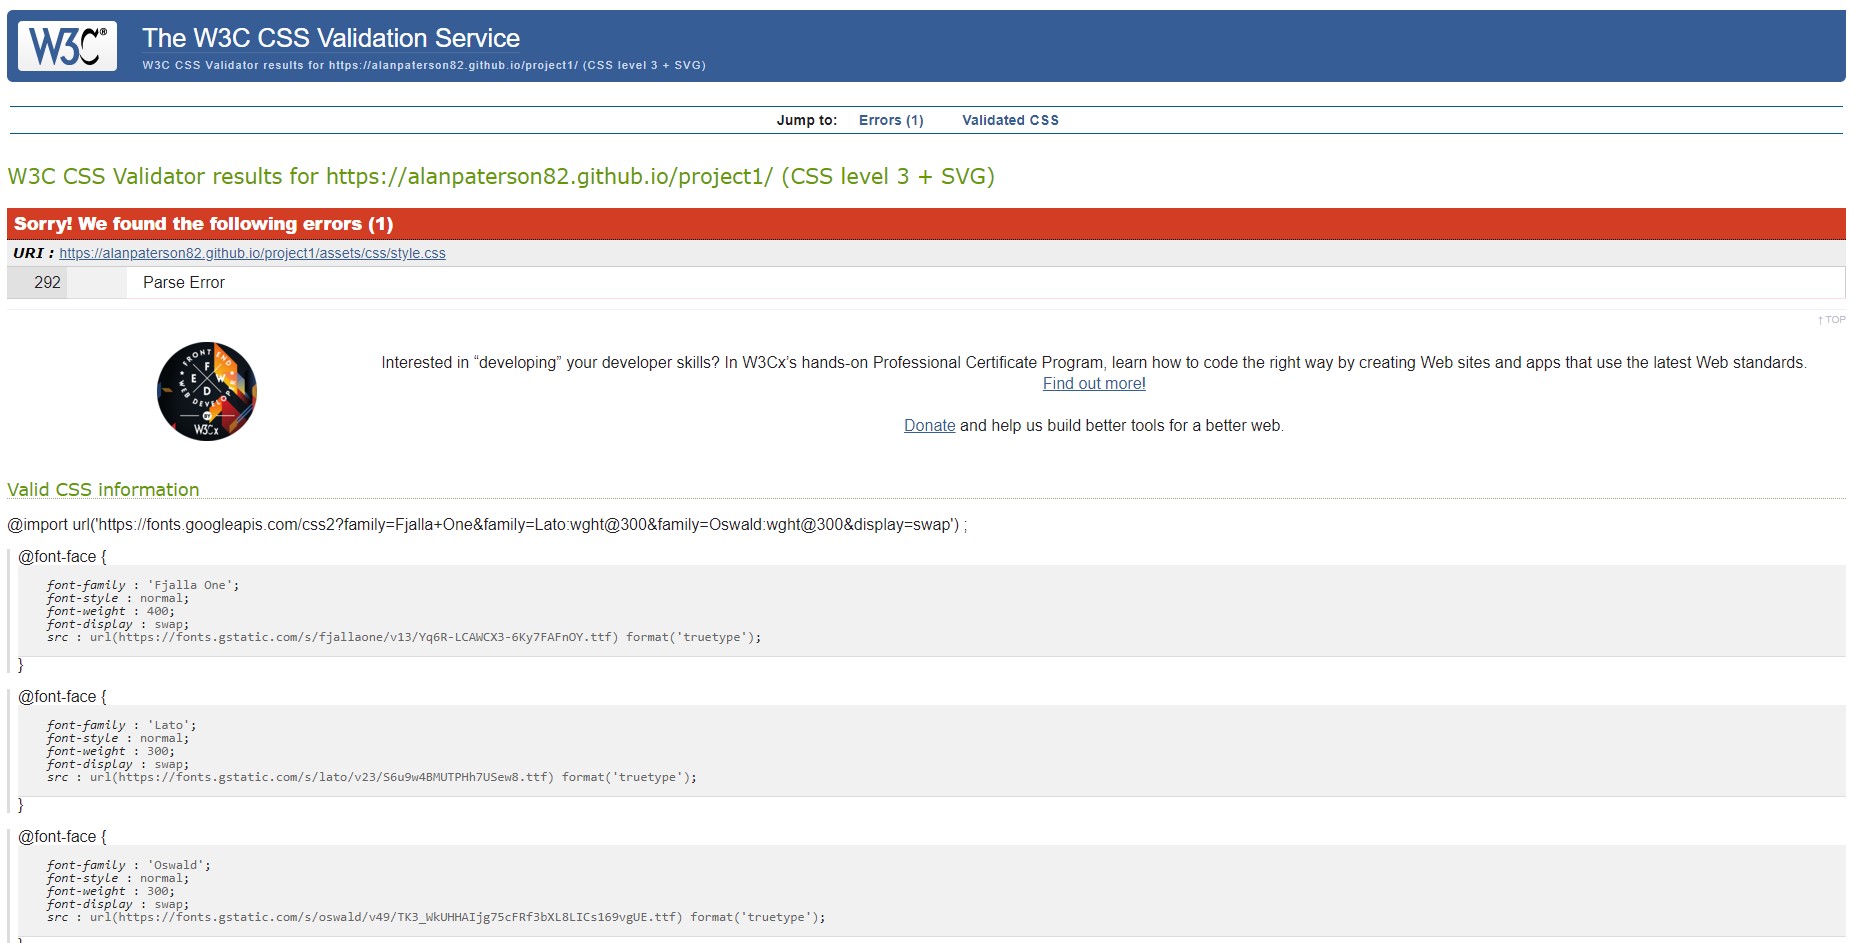 W3C®
The W3C CSS Validation Service
W3C CSS Validator results for https://alanpaterson82.github.io/project1/ (CSS level 3 + SVG)
Jump to: Errors (1) Validated CSS
W3C CSS Validator results for https://alanpaterson82.github.io/project1/ (CSS level 3 + SVG)
Sorry! We found the following errors (1)
URI : https://alanpaterson82.github.io/project1/assets/css/style.css
292 Parse Error
↑ TOP
FRONT END
F
E W
D
WEB DEVELOPER
BY
W3Cx
Interested in “developing” your developer skills? In W3Cx’s hands-on Professional Certificate Program, learn how to code the right way by creating Web sites and apps that use the latest Web standards.
Find out more!
Donate and help us build better tools for a better web.
Valid CSS information
@import url('https://fonts.googleapis.com/css2?family=Fjalla+One&family=Lato:wght@300&family=Oswald:wght@300&display=swap') ;
@font-face {
font-family : 'Fjalla One';
font-style : normal;
font-weight : 400;
font-display : swap;
src : url(https://fonts.gstatic.com/s/fjallaone/v13/Yq6R-LCAWCX3-6Ky7FAFnOY.ttf) format('truetype');
}
@font-face {
font-family : 'Lato';
font-style : normal;
font-weight : 300;
font-display : swap;
src : url(https://fonts.gstatic.com/s/lato/v23/S6u9w4BMUTPHh7USew8.ttf) format('truetype');
}
@font-face {
font-family : 'Oswald';
font-style : normal;
font-weight : 300;
font-display : swap;
src : url(https://fonts.gstatic.com/s/oswald/v49/TK3_WkUHHAIjg75cFRf3bXL8LICs169vgUE.ttf) format('truetype');
}